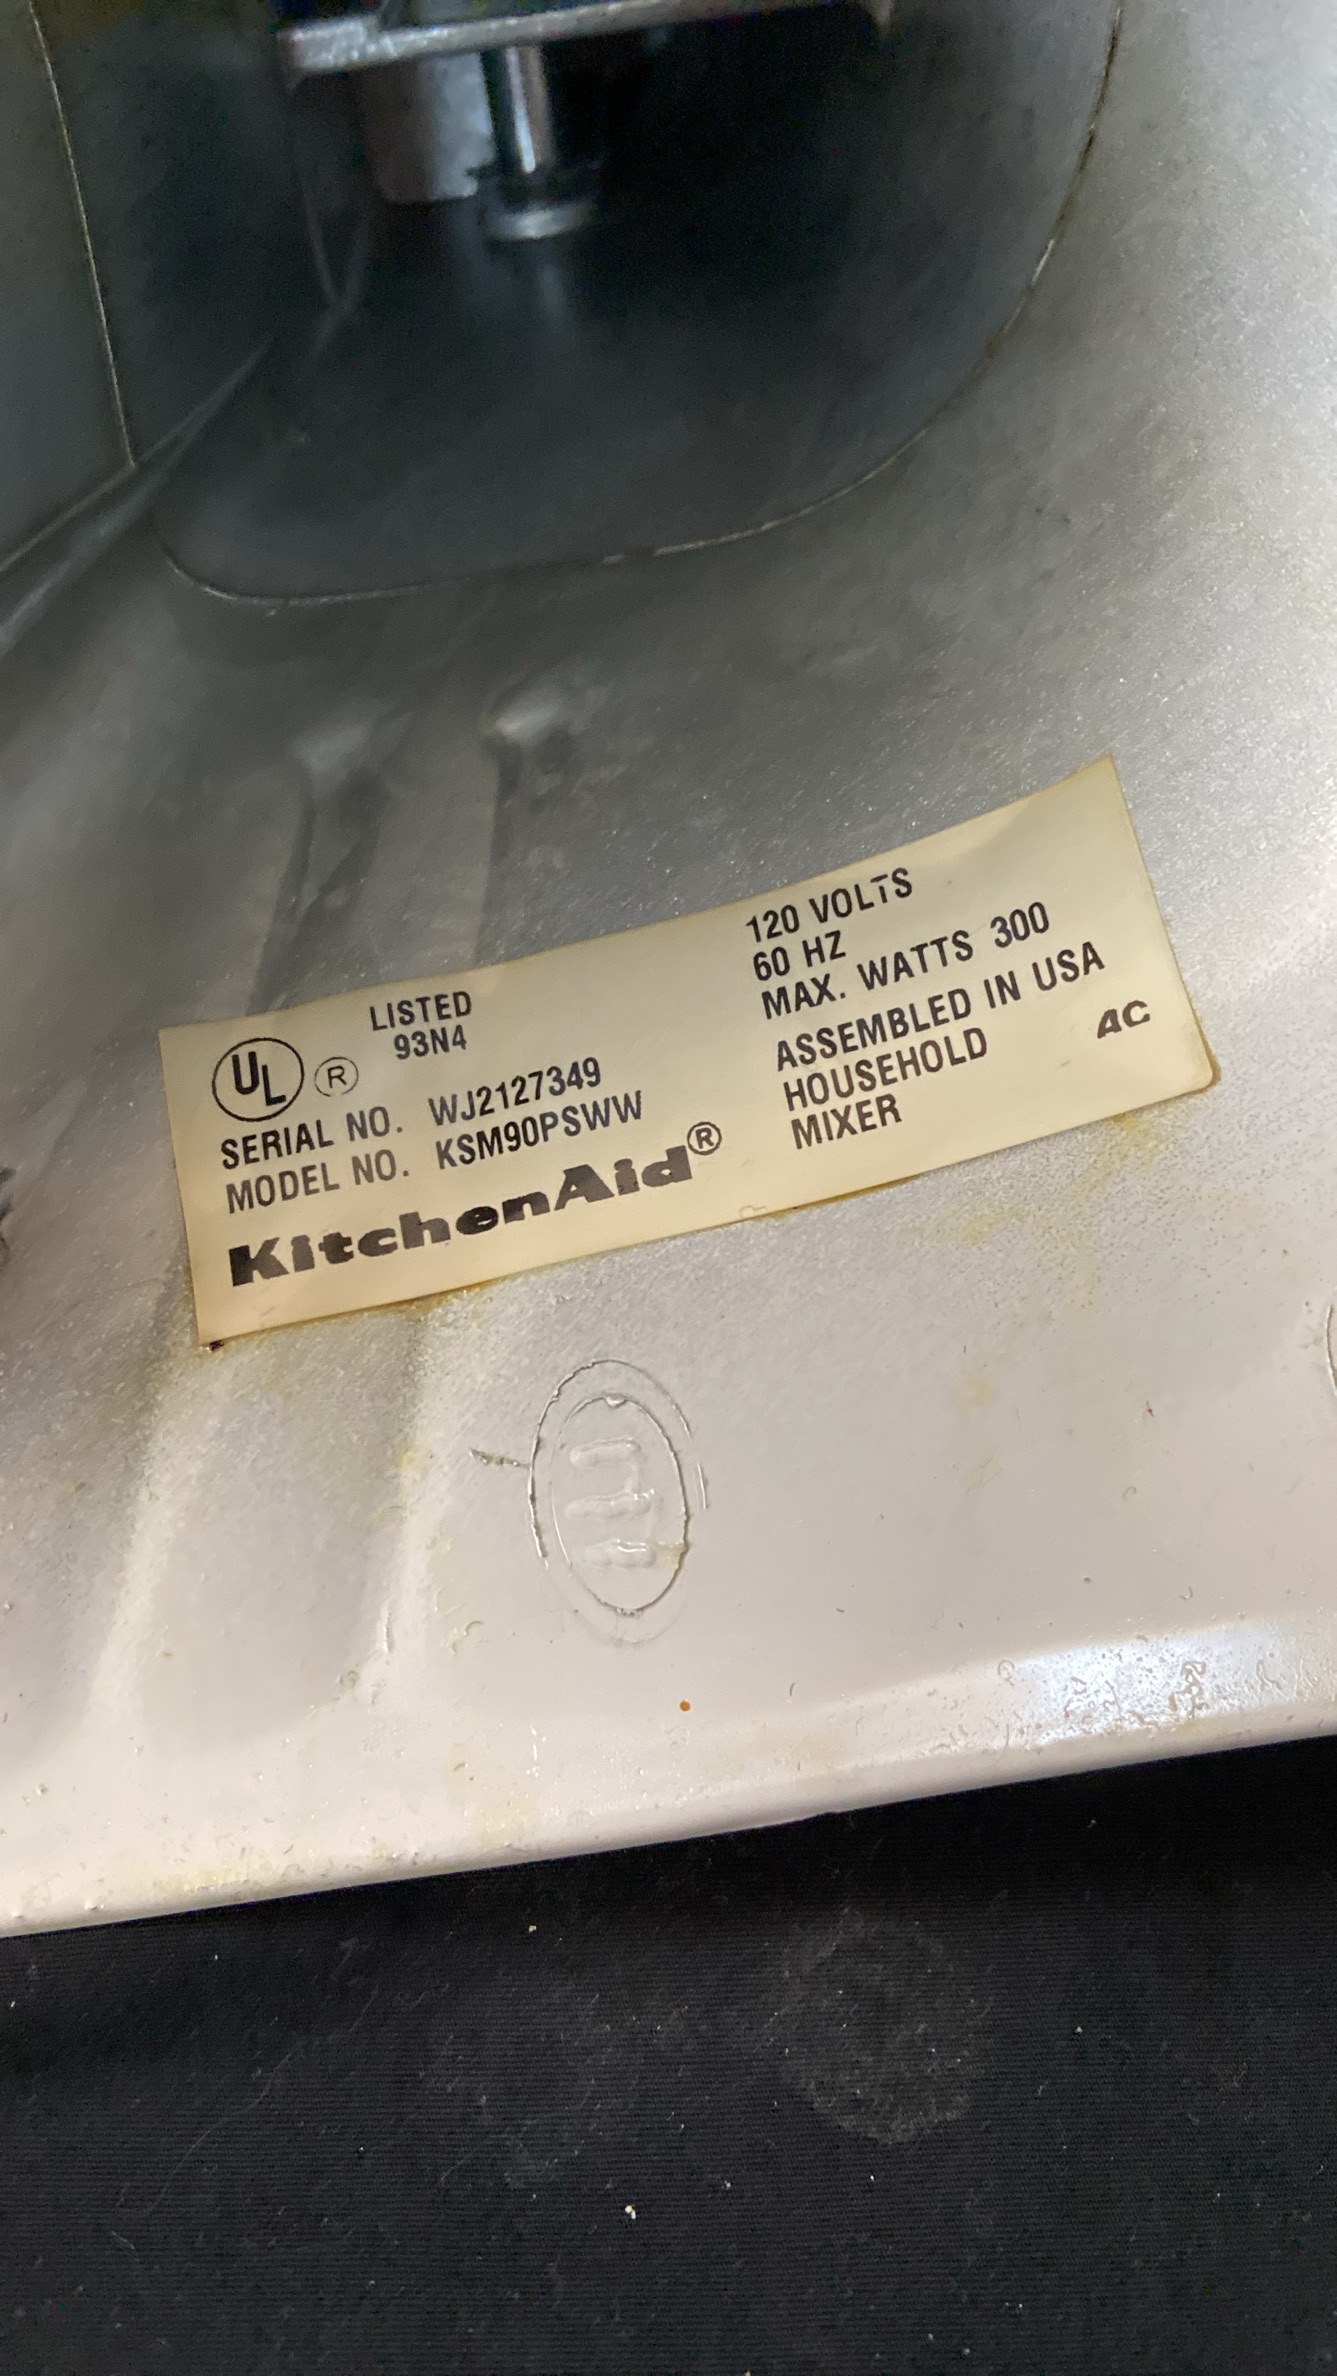 UL ® LISTED
93N4
SERIAL NO. WJ2127349
MODEL NO. KSM90PSWW
KitchenAid®
120 VOLTS
60 HZ
MAX. WATTS 300
ASSEMBLED IN USA
HOUSEHOLD AC
MIXER